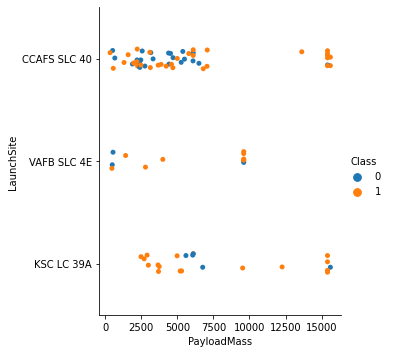 CCAFS SLC 40
VAFB SLC 4E
KSC LC 39A
LaunchSite
0 2500 5000 7500 10000 12500 15000
PayloadMass
Class
0
1